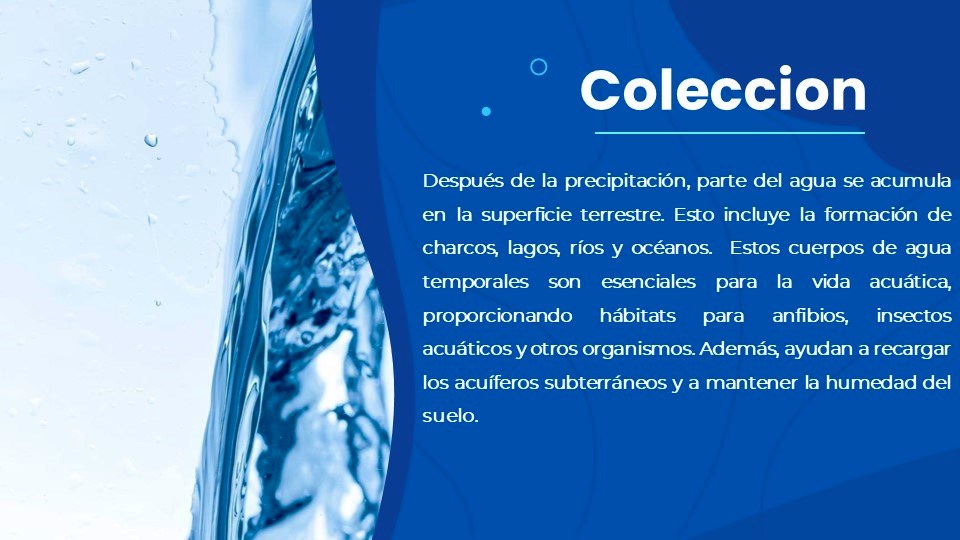 Coleccion
Después de la precipitación, parte del agua se acumula
en la superficie terrestre. Esto incluye la formación de
charcos, lagos, ríos y océanos. Estos cuerpos de agua
temporales son esenciales para la vida acuática,
proporcionando hábitats para anfibios, insectos
acuáticos y otros organismos. Además, ayudan a recargar
los acuíferos subterráneos y a mantener la humedad del
suelo.